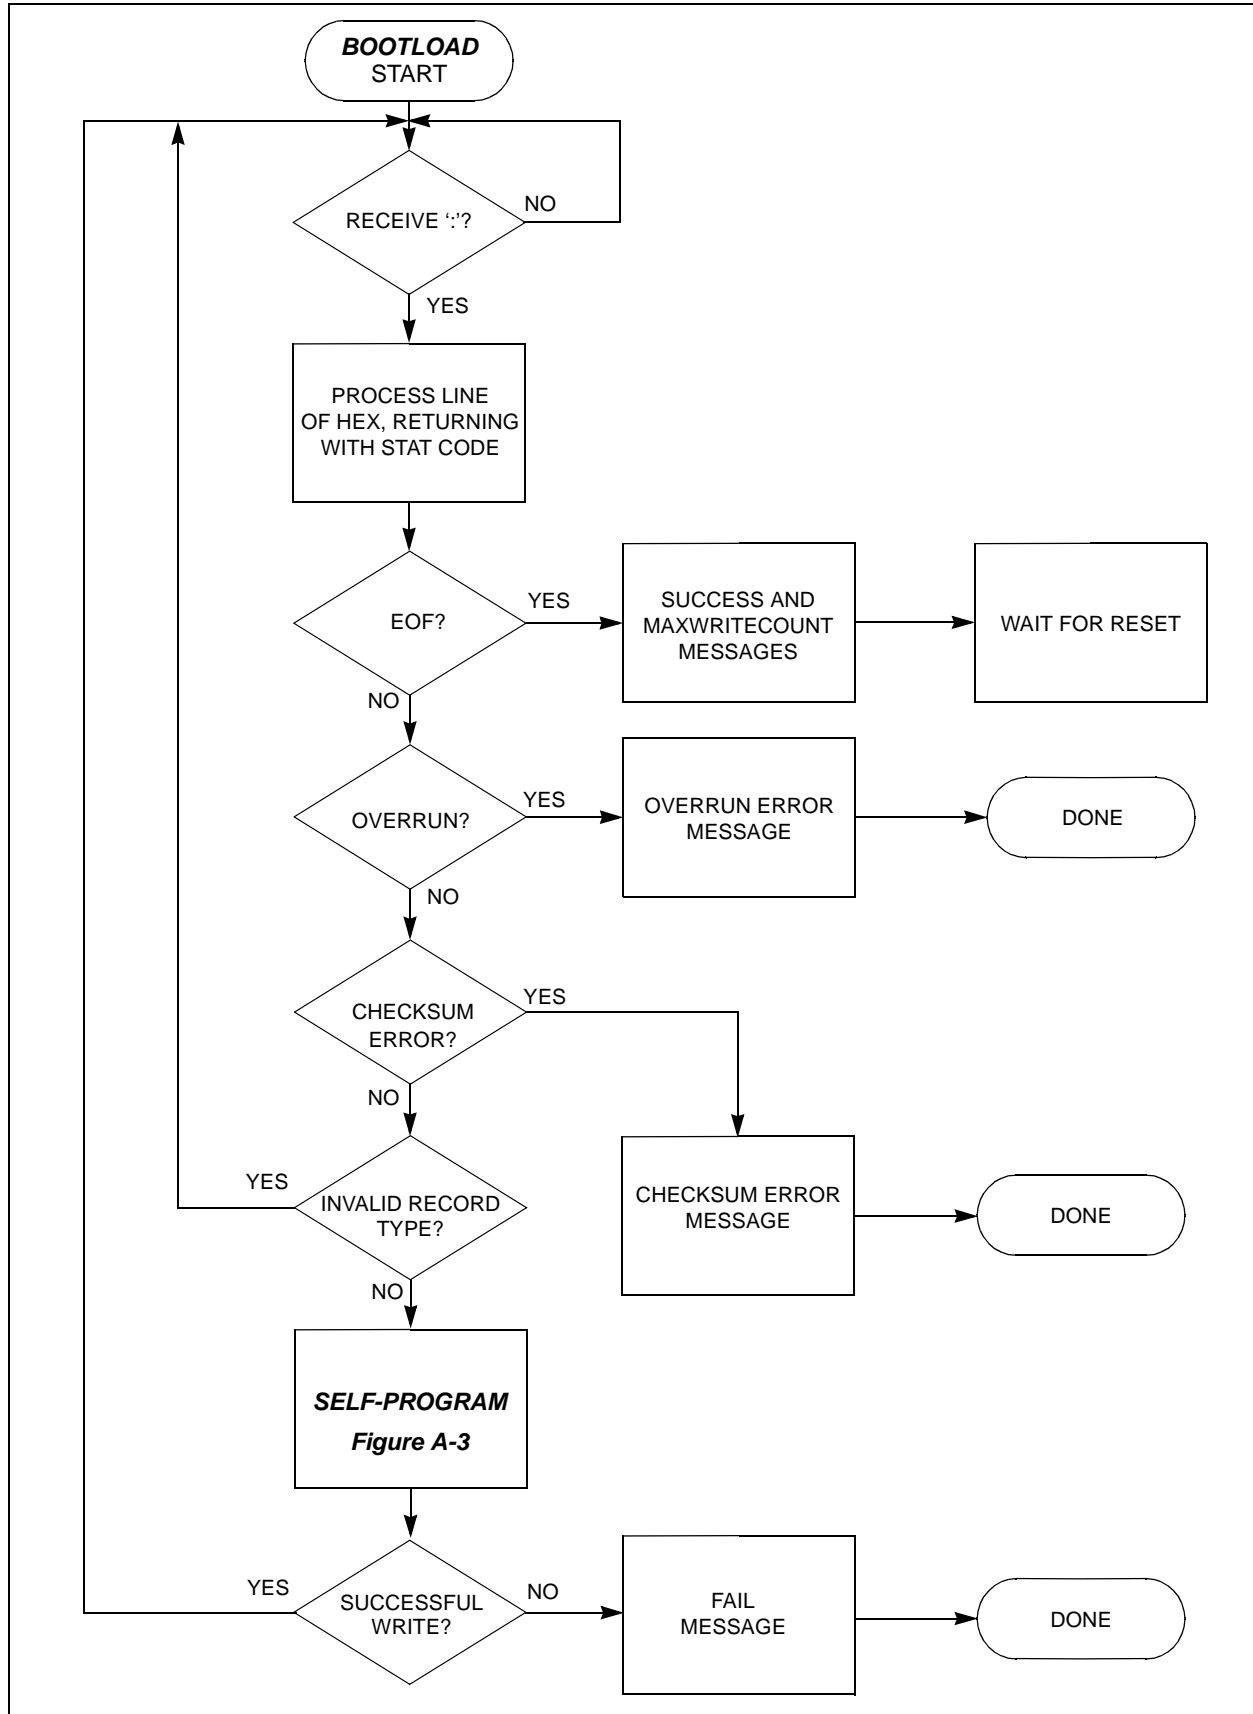 BOOTLOAD
START
RECEIVE ‘:’?
NO
YES
PROCESS LINE
OF HEX, RETURNING
WITH STAT CODE
EOF?
YES
SUCCESS AND
MAXWRITECOUNT
MESSAGES
WAIT FOR RESET
NO
OVERRUN?
YES
OVERRUN ERROR
MESSAGE
DONE
NO
CHECKSUM
ERROR?
YES
CHECKSUM ERROR
MESSAGE
DONE
NO
INVALID RECORD
TYPE?
YES
NO
SELF-PROGRAM
Figure A-3
SUCCESSFUL
WRITE?
YES
NO
FAIL
MESSAGE
DONE